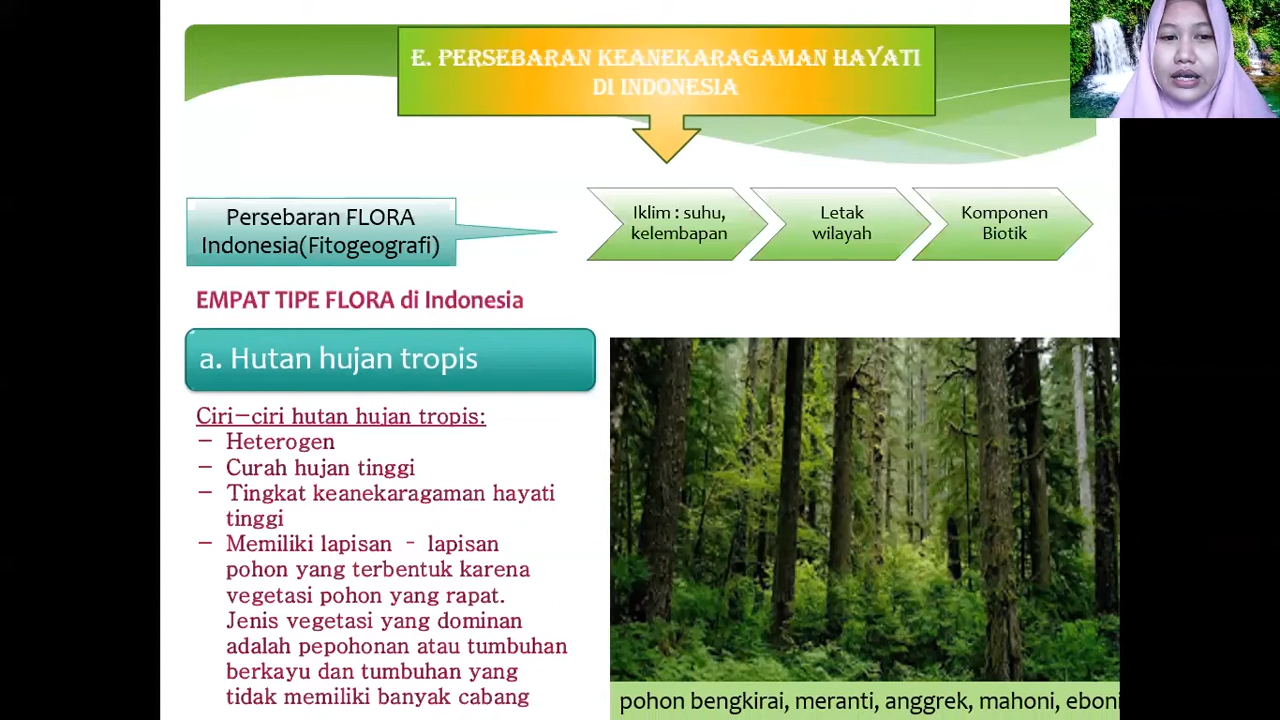 E. PERSEBARAN KEANEKARAGAMAN HAYATI
DI INDONESIA
Persebaran FLORA
Indonesia(Fitogeografi)
Iklim : suhu,
kelembapan
Letak
wilayah
Komponen
Biotik
EMPAT TIPE FLORA di Indonesia
a. Hutan hujan tropis
Ciri-ciri hutan hujan tropis:
- Heterogen
- Curah hujan tinggi
- Tingkat keanekaragaman hayati
tinggi
- Memiliki lapisan - lapisan
pohon yang terbentuk karena
vegetasi pohon yang rapat.
Jenis vegetasi yang dominan
adalah pepohonan atau tumbuhan
berkayu dan tumbuhan yang
tidak memiliki banyak cabang
pohon bengkirai, meranti, anggrek, mahoni, eboni